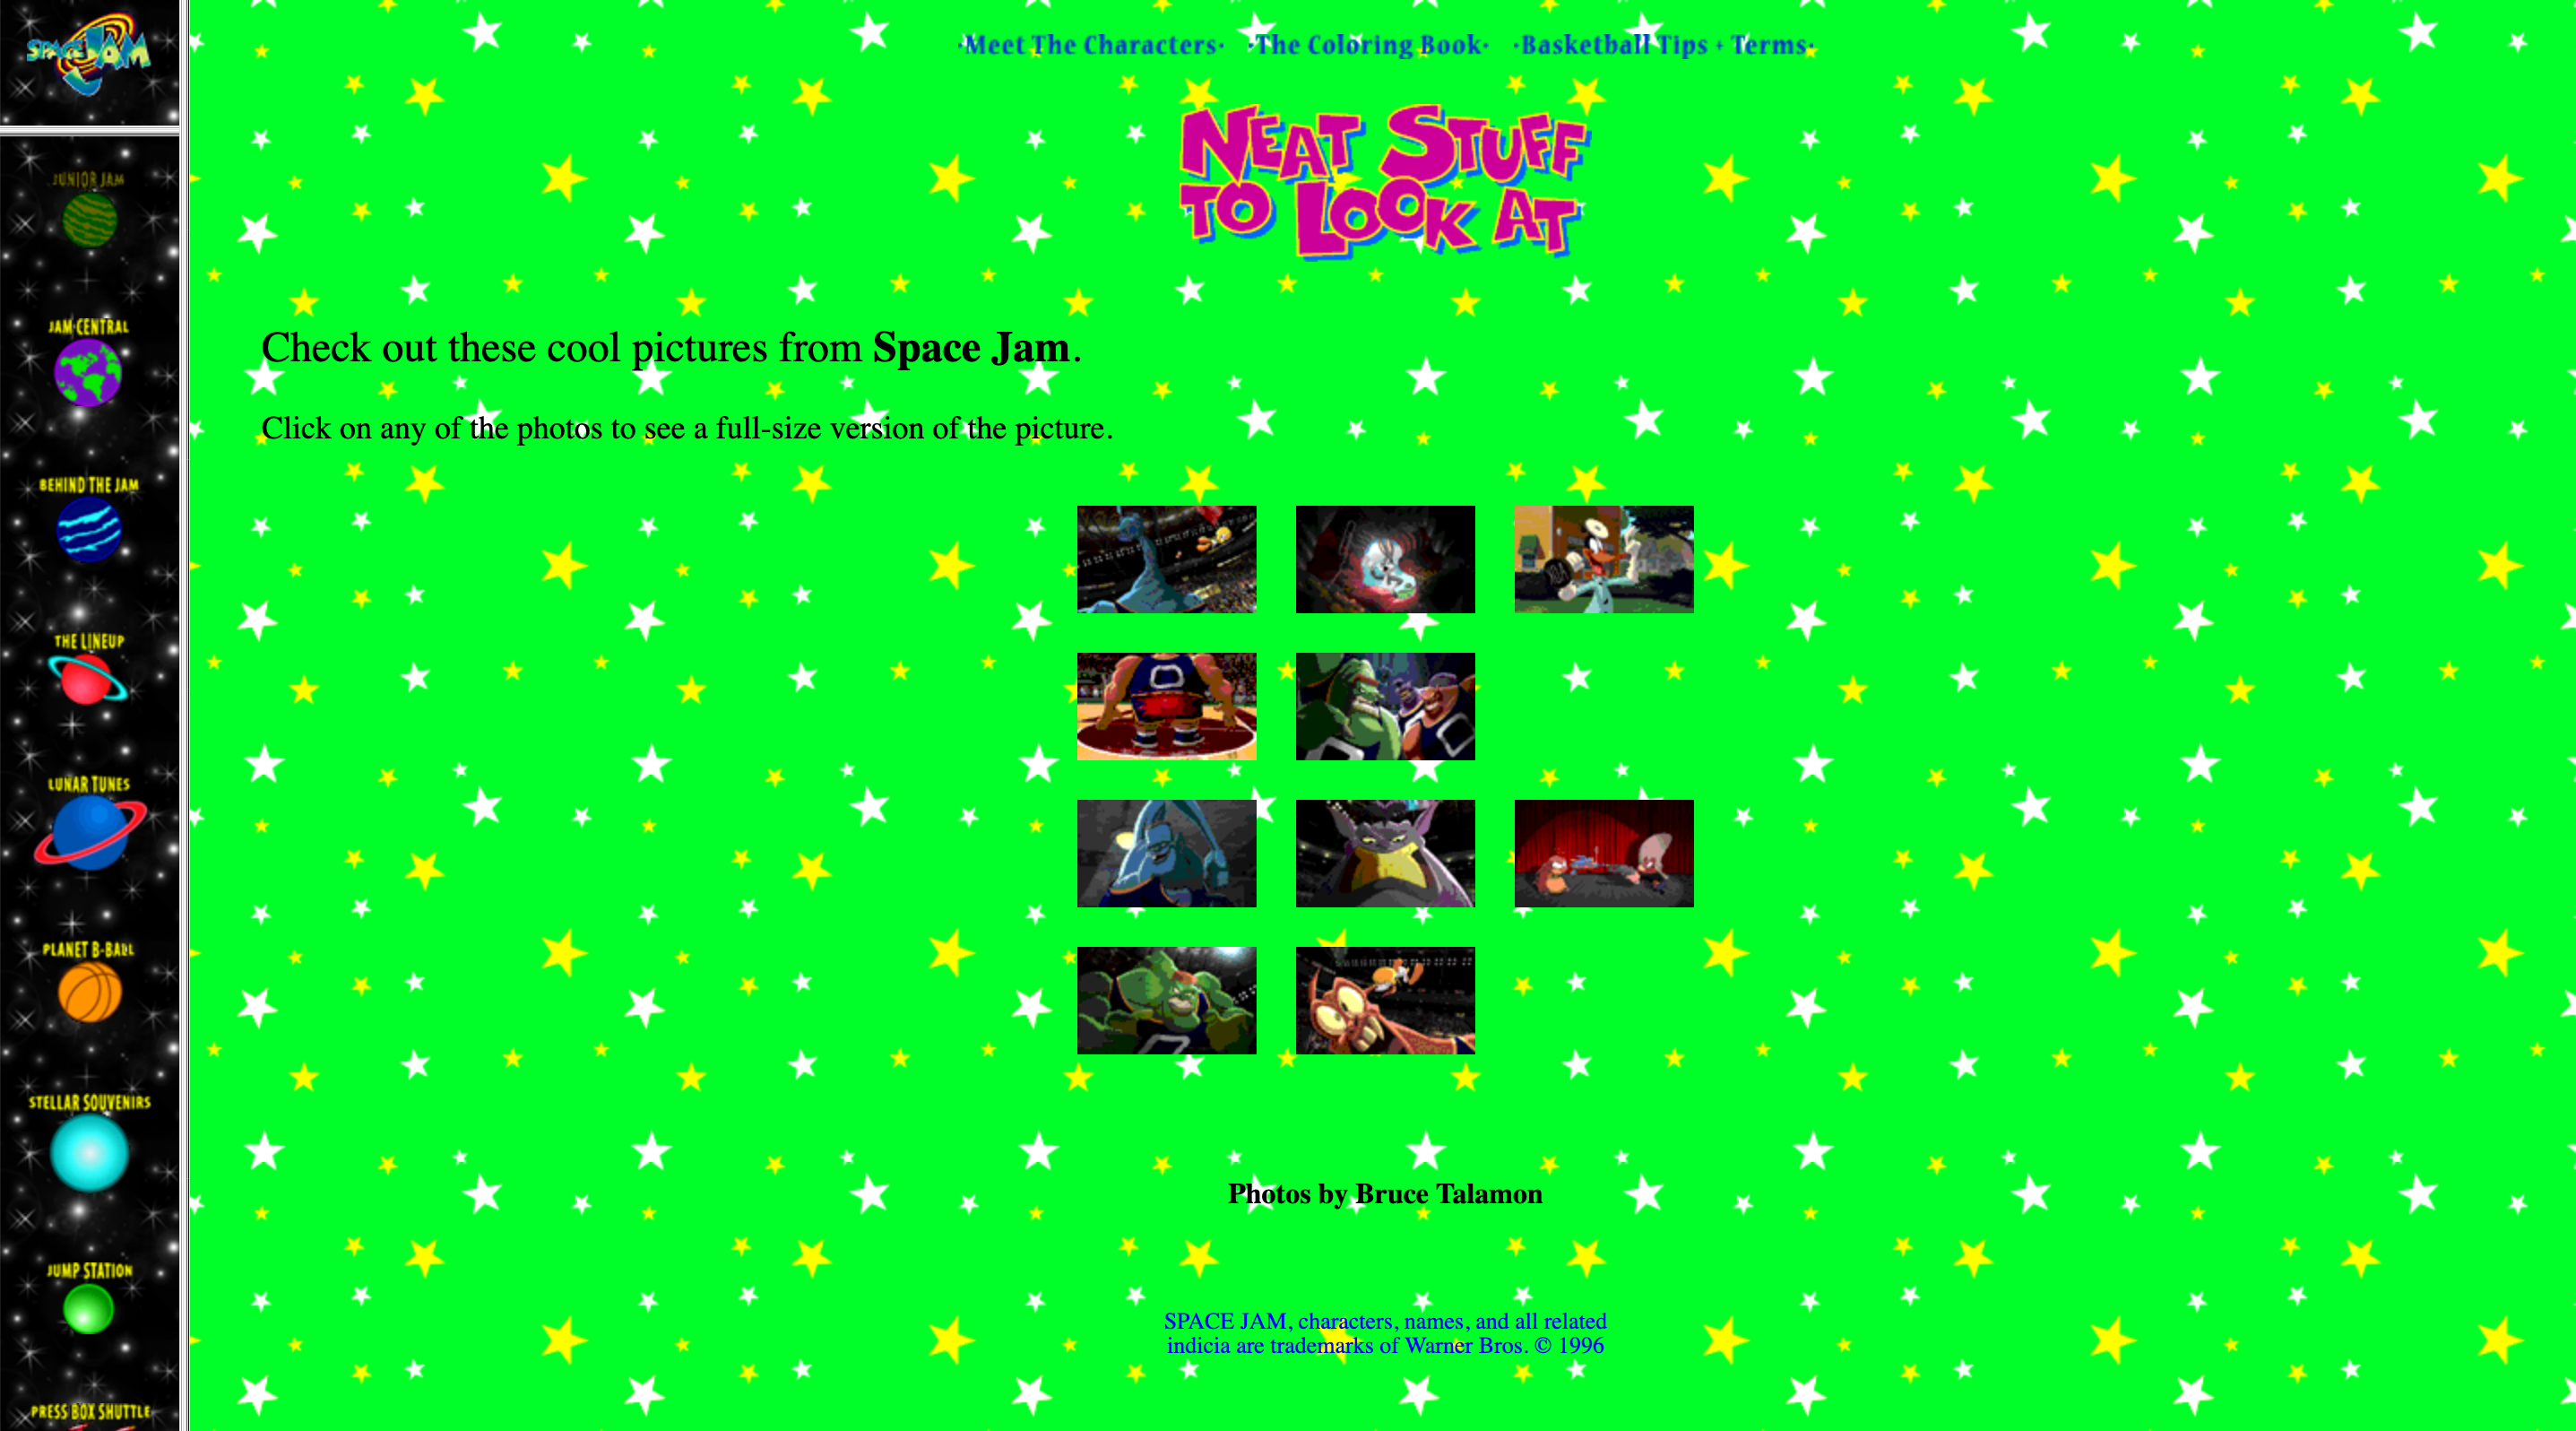 SPACE JAM
JUNIOR JAM
JAM CENTRAL
BEHIND THE JAM
THE LINEUP
LUNAR TUNES
PLANET B-BALL
STELLAR SOUVENIRS
JUMP STATION
PRESS BOX SHUTTLE
·Meet The Characters· ·The Coloring Book· ·Basketball Tips + Terms·
NEAT STUFF
TO LOOK AT
Check out these cool pictures from Space Jam.
Click on any of the photos to see a full-size version of the picture.
Photos by Bruce Talamon
SPACE JAM, characters, names, and all related
indicia are trademarks of Warner Bros. © 1996